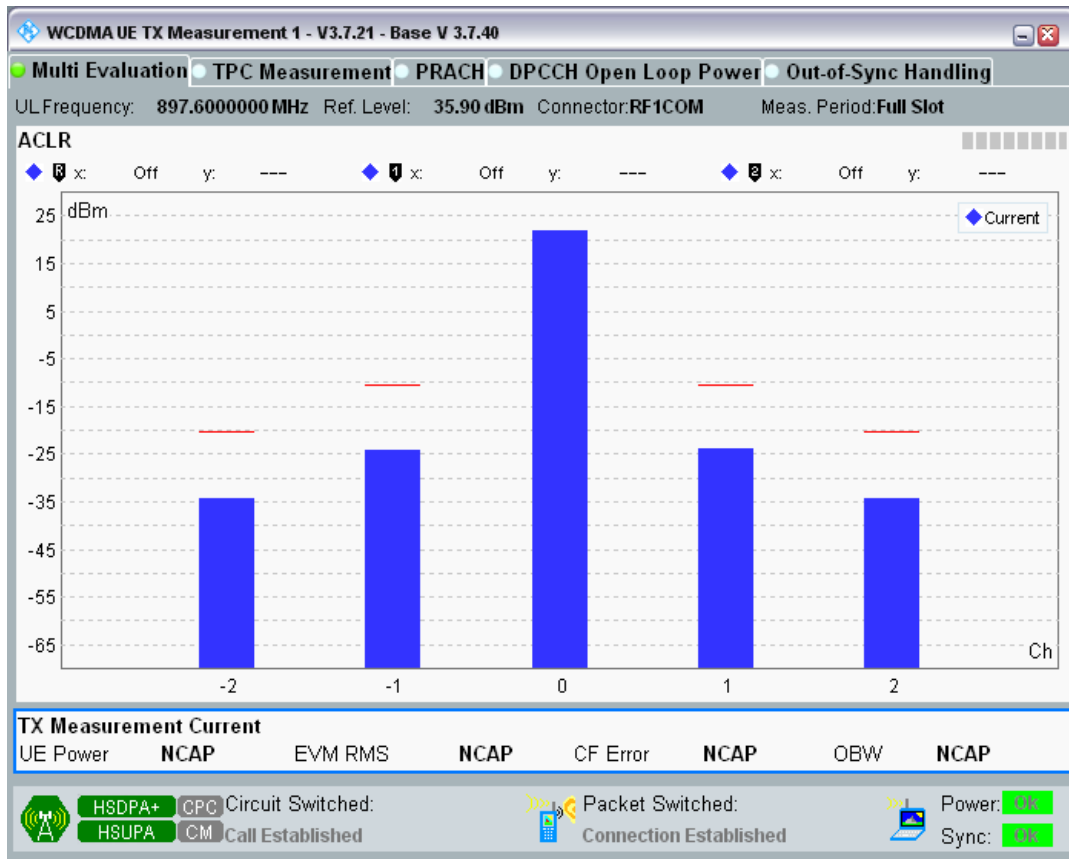 WCDMA UE TX Measurement 1 - V3.7.21 - Base V 3.7.40
Multi Evaluation TPC Measurement PRACH DPCCH Open Loop Power Out-of-Sync Handling
UL Frequency: 897.6000000 MHz Ref. Level: 35.90 dBm Connector:RF1COM Meas. Period:Full Slot
ACLR
R x: Off y: --- 1 x: Off y: --- 2 x: Off y: ---
dBm
Current
25
15
5
-5
-15
-25
-35
-45
-55
-65
Ch
-2 -1 0 1 2
TX Measurement Current
UE Power NCAP EVM RMS NCAP CF Error NCAP OBW NCAP
HSDPA+ CPC Circuit Switched: Packet Switched: Power: Ok
HSUPA CM Call Established Connection Established Sync: Ok